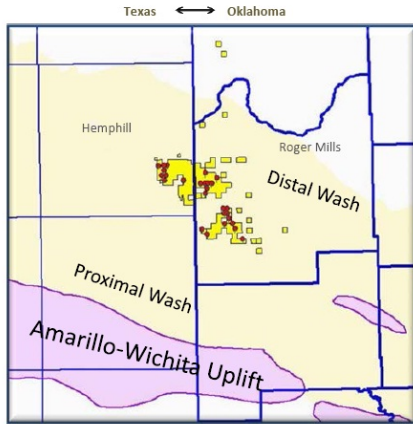 Texas Oklahoma
Hemphill
Roger Mills
Distal Wash
Proximal Wash
Amarillo-Wichita Uplift